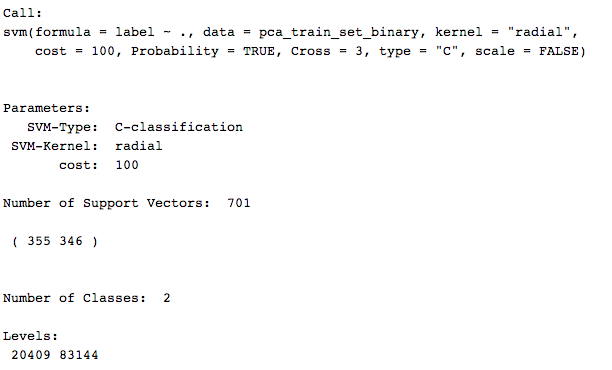 Call:
svm(formula = label ~ ., data = pca_train_set_binary, kernel = "radial",
    cost = 100, Probability = TRUE, Cross = 3, type = "C", scale = FALSE)
Parameters:
   SVM-Type:  C-classification
 SVM-Kernel:  radial
       cost:  100
Number of Support Vectors:  701
 ( 355 346 )
Number of Classes:  2
Levels:
 20409 83144